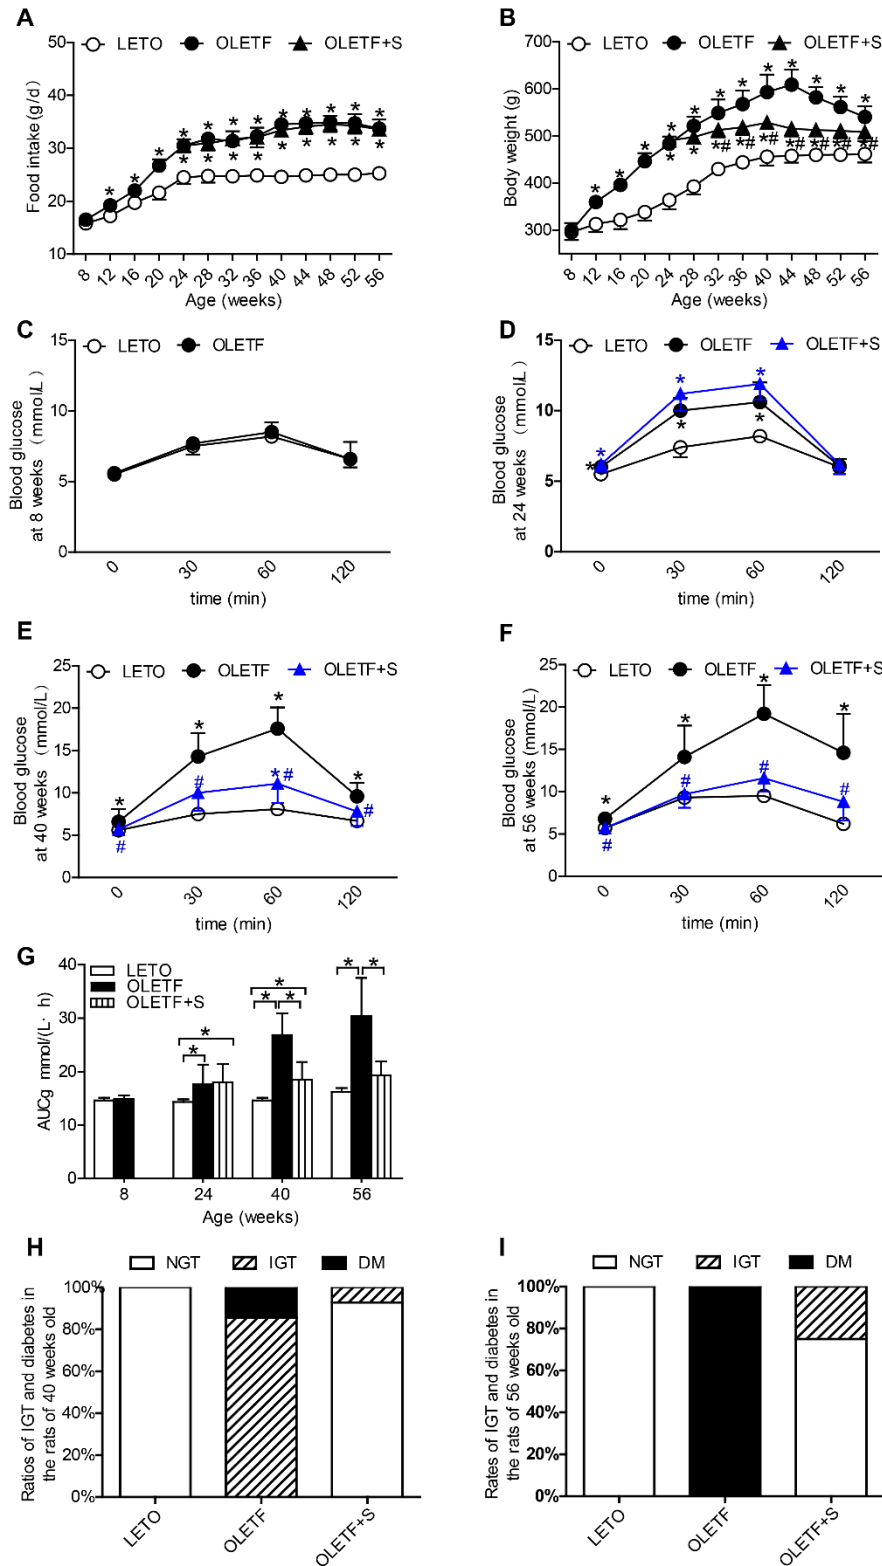 A
LETO OLETF OLETF+S
Food intake (g/d)
50
40
30
20
10
* * * * * * * * * * * *
* * * * * * * * *
8 12 16 20 24 28 32 36 40 44 48 52 56
Age (weeks)
B
LETO OLETF OLETF+S
Body weight (g)
700
600
500
400
300
* * * * * * * * * * * *
* * *# *# *# *# *# *# *#
8 12 16 20 24 28 32 36 40 44 48 52 56
Age (weeks)
C
LETO OLETF
Blood glucose
at 8 weeks (mmol/L)
15
10
5
0
0 30 60 120
time (min)
D
LETO OLETF OLETF+S
Blood glucose
at 24 weeks (mmol/L)
15
10
5
0
* * *
* * *
0 30 60 120
time (min)
E
LETO OLETF OLETF+S
Blood glucose
at 40 weeks (mmol/L)
25
20
15
10
5
0
* * * *
# # *# #
0 30 60 120
time (min)
F
LETO OLETF OLETF+S
Blood glucose
at 56 weeks (mmol/L)
25
20
15
10
5
0
* * * *
# # # #
0 30 60 120
time (min)
G
LETO
OLETF
OLETF+S
AUCg mmol/(L· h)
40
30
20
10
0
* *
* * *
* *
8 24 40 56
Age (weeks)
H
NGT IGT DM
Ratios of IGT and diabetes in
the rats of 40 weeks old
100%
80%
60%
40%
20%
0%
LETO OLETF OLETF+S
I
NGT IGT DM
Rates of IGT and diabetes in
the rats of 56 weeks old
100%
80%
60%
40%
20%
0%
LETO OLETF OLETF+S